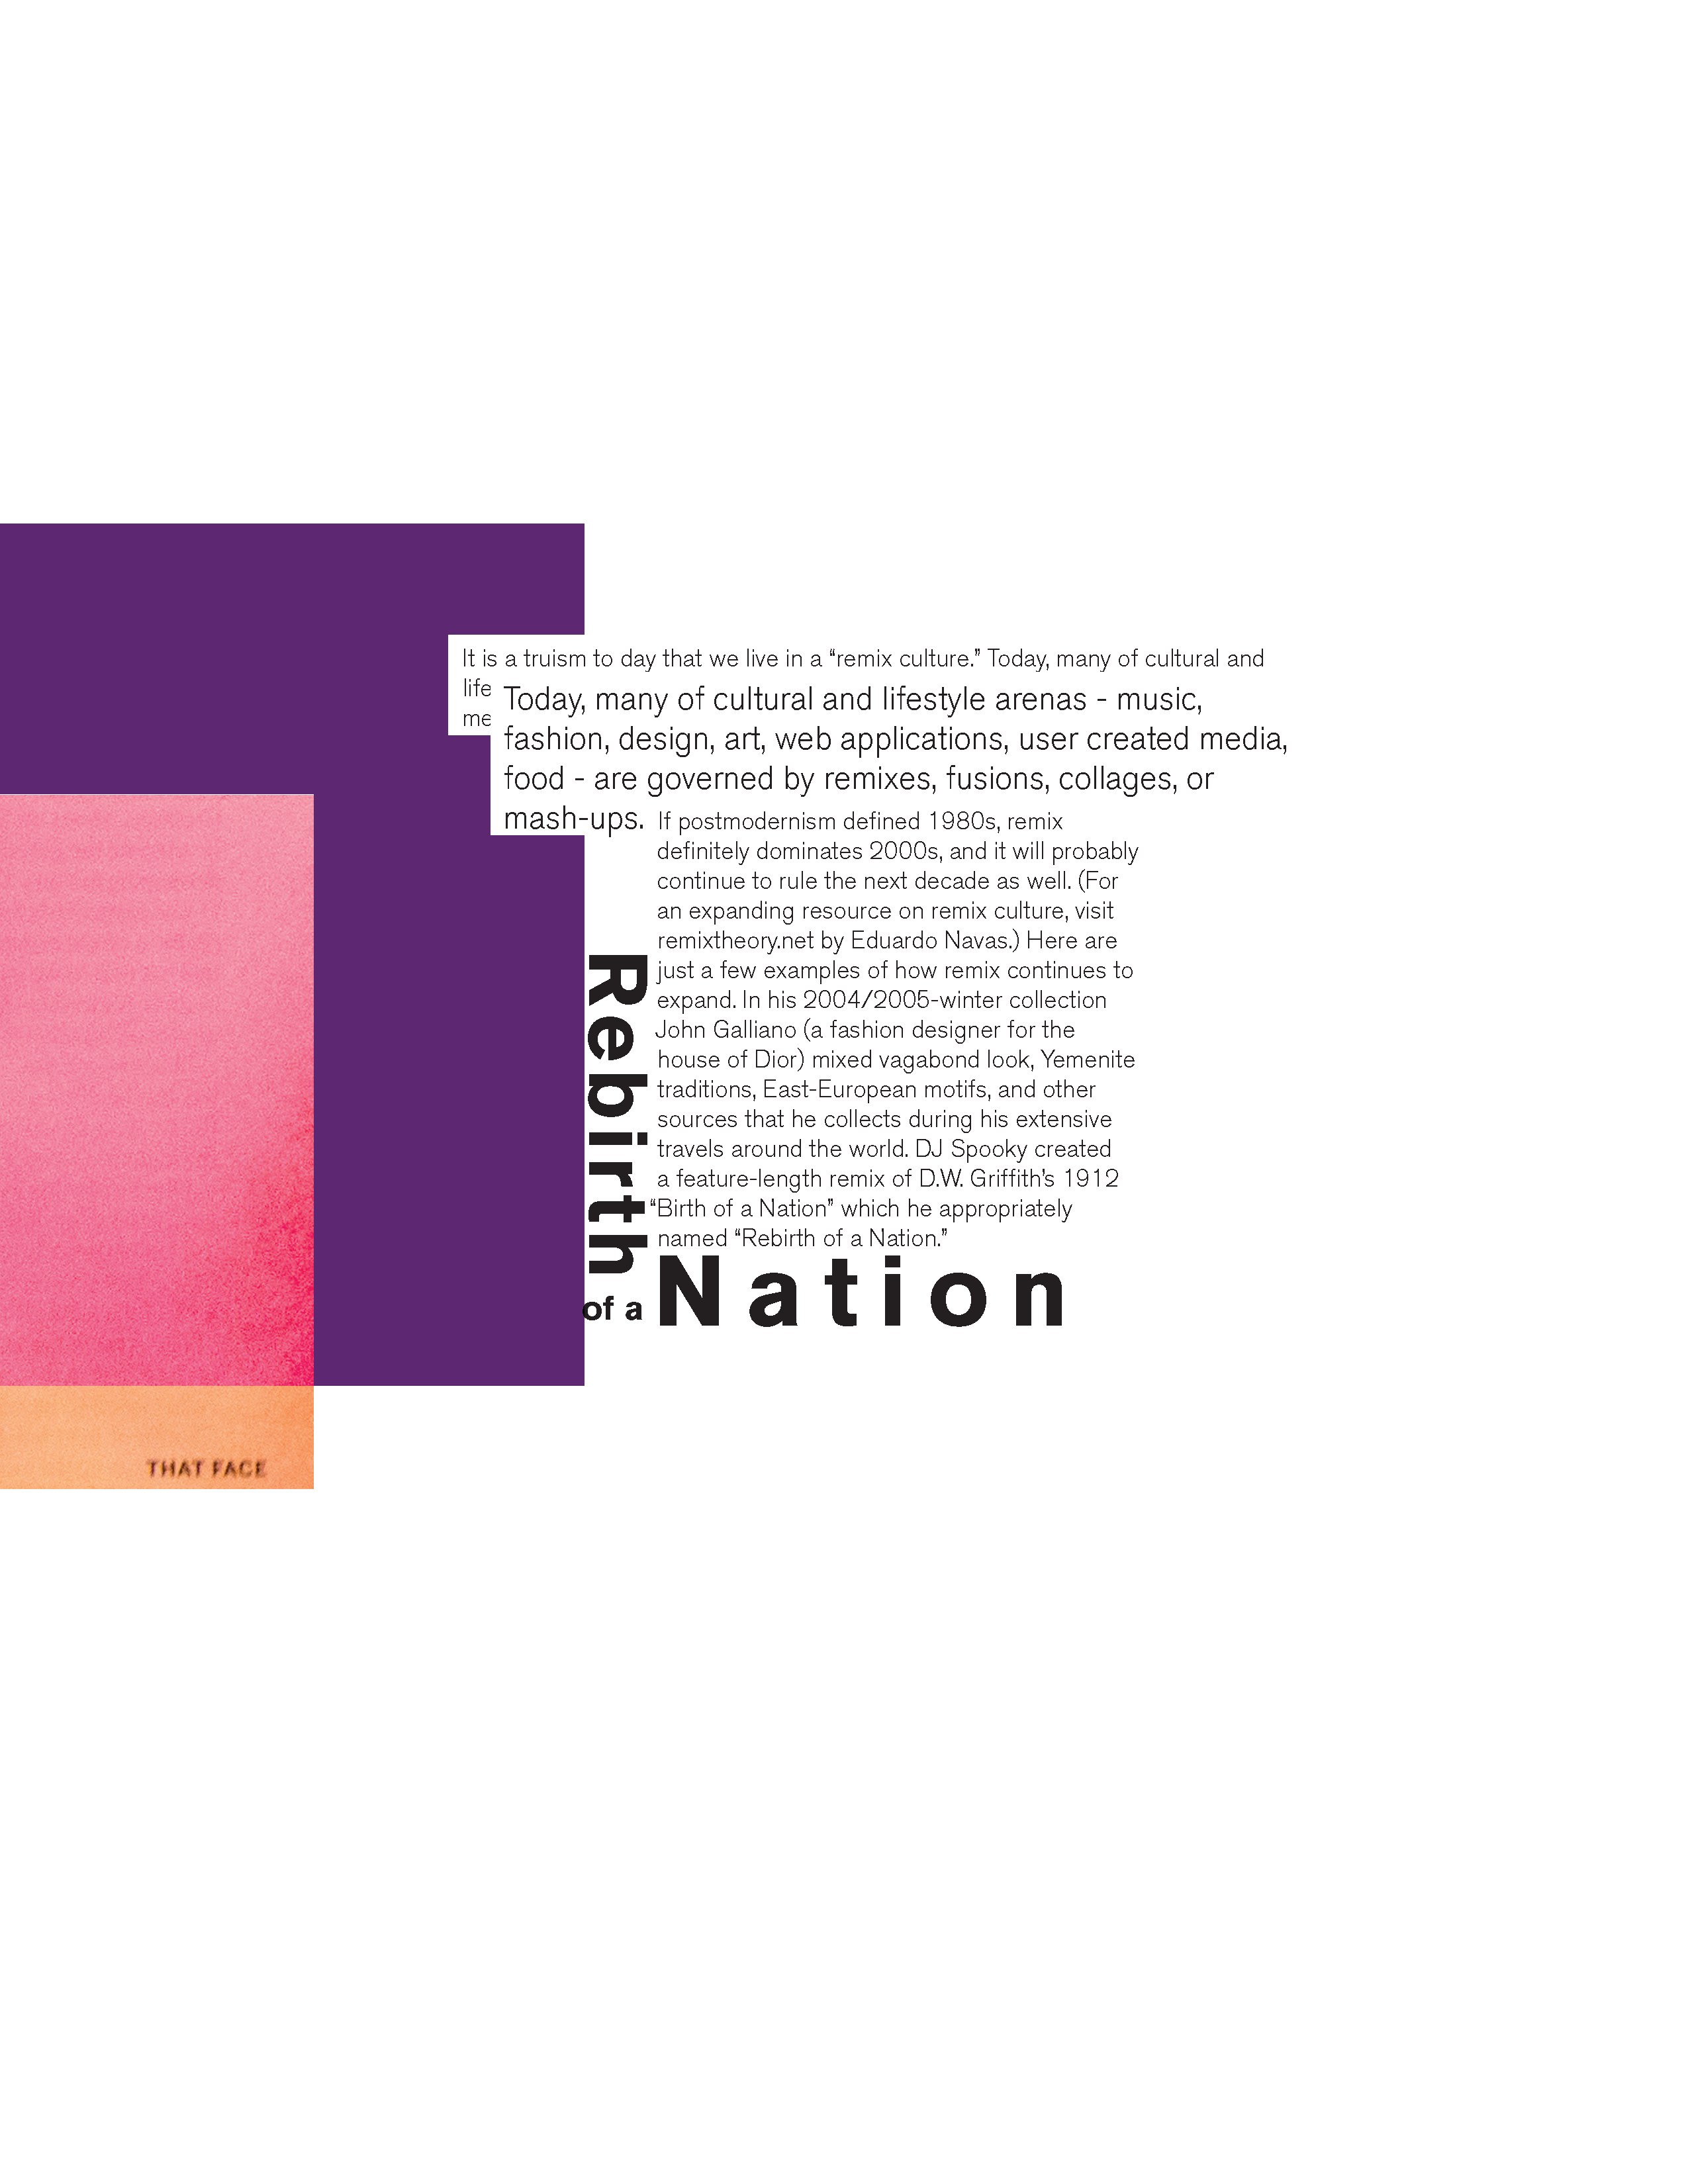 It is a truism to day that we live in a “remix culture.” Today, many of cultural and
life
me
Today, many of cultural and lifestyle arenas - music,
fashion, design, art, web applications, user created media,
food - are governed by remixes, fusions, collages, or
mash-ups. If postmodernism defined 1980s, remix
definitely dominates 2000s, and it will probably
continue to rule the next decade as well. (For
an expanding resource on remix culture, visit
remixtheory.net by Eduardo Navas.) Here are
just a few examples of how remix continues to
expand. In his 2004/2005-winter collection
John Galliano (a fashion designer for the
house of Dior) mixed vagabond look, Yemenite
traditions, East-European motifs, and other
sources that he collects during his extensive
travels around the world. DJ Spooky created
a feature-length remix of D.W. Griffith’s 1912
“Birth of a Nation” which he appropriately
named “Rebirth of a Nation.”
Rebirth
of a Nation
THAT FACE